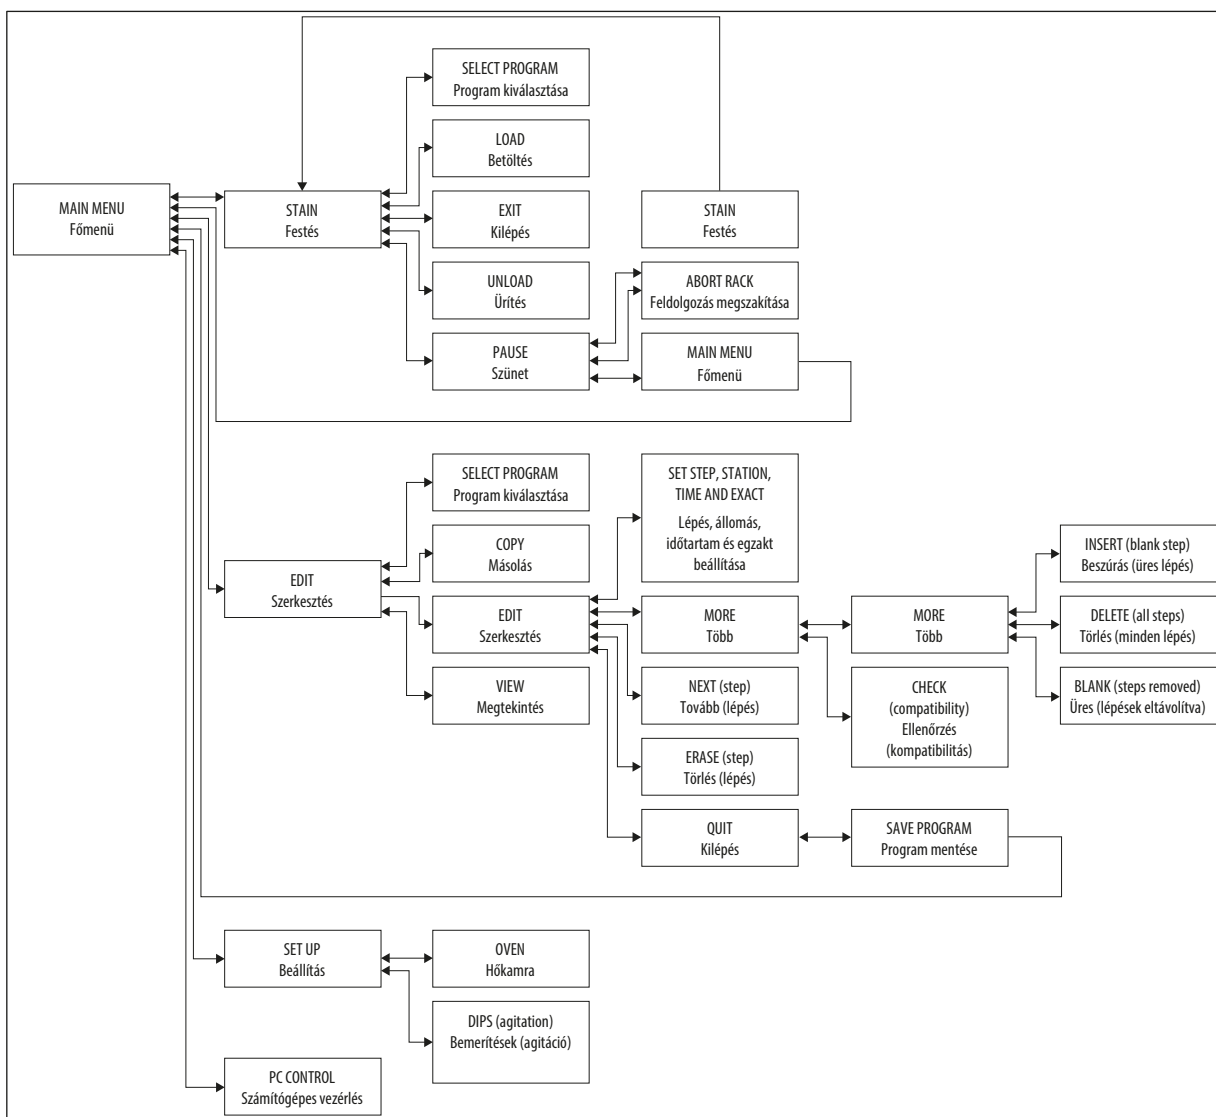 MAIN MENU
Főmenü
STAIN
Festés
SELECT PROGRAM
Program kiválasztása
LOAD
Betöltés
EXIT
Kilépés
UNLOAD
Ürítés
PAUSE
Szünet
STAIN
Festés
ABORT RACK
Feldolgozás megszakítása
MAIN MENU
Főmenü
EDIT
Szerkesztés
SELECT PROGRAM
Program kiválasztása
COPY
Másolás
EDIT
Szerkesztés
VIEW
Megtekintés
SET STEP, STATION,
TIME AND EXACT
Lépés, állomás,
időtartam és egzakt
beállítása
MORE
Több
NEXT (step)
Tovább (lépés)
ERASE (step)
Törlés (lépés)
QUIT
Kilépés
MORE
Több
CHECK
(compatibility)
Ellenőrzés
(kompatibilitás)
SAVE PROGRAM
Program mentése
INSERT (blank step)
Beszúrás (üres lépés)
DELETE (all steps)
Törlés (minden lépés)
BLANK (steps removed)
Üres (lépések eltávolítva)
SET UP
Beállítás
OVEN
Hőkamra
DIPS (agitation)
Bemerítések (agitáció)
PC CONTROL
Számítógépes vezérlés